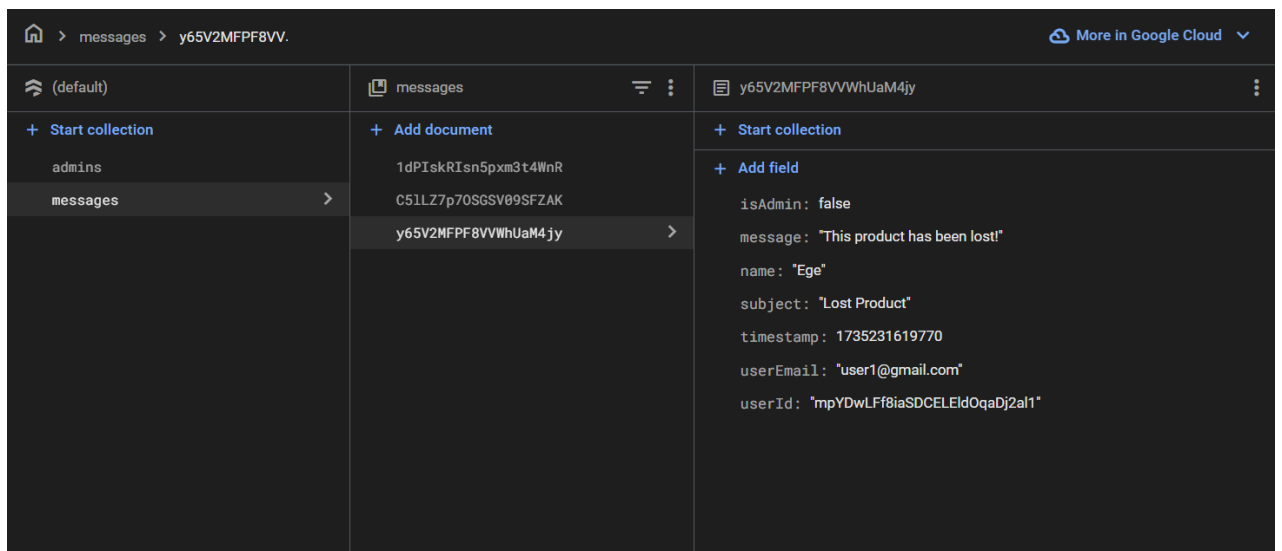 messages y65V2MFPF8VV.
More in Google Cloud
(default)
messages
y65V2MFPF8VVWhUaM4jy
+ Start collection
+ Add document
+ Start collection
admins
1dPIskRIsn5pxm3t4WnR
+ Add field
messages
C5lLZ7p7OSGSV09SFZAK
isAdmin: false
y65V2MFPF8VVWhUaM4jy
message: "This product has been lost!"
name: "Ege"
subject: "Lost Product"
timestamp: 1735231619770
userEmail: "user1@gmail.com"
userId: "mpYDwLFf8iaSDCELEldOqaDj2al1"